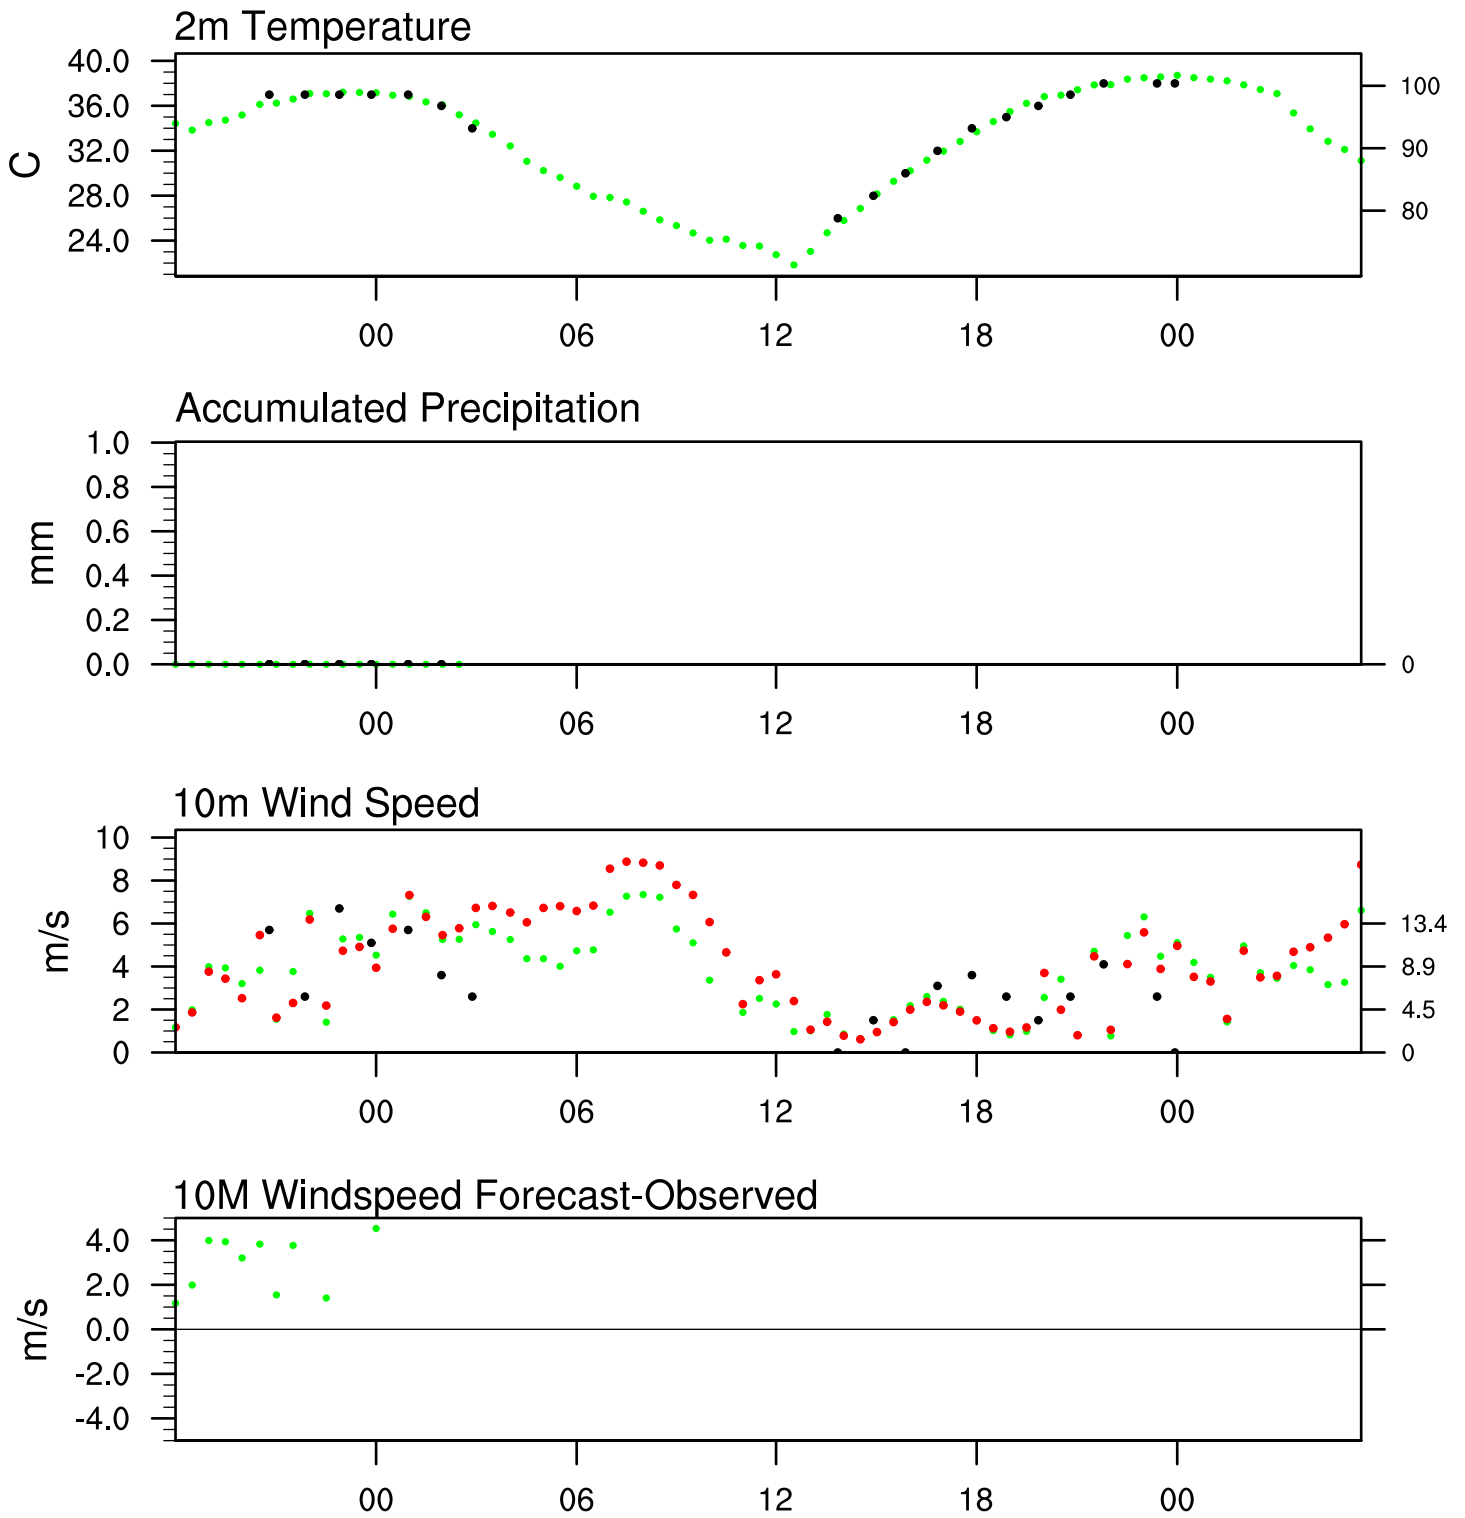 2m Temperature
40.0
36.0
32.0
28.0
24.0
C
100
90
80
00 06 12 18 00
Accumulated Precipitation
1.0
0.8
0.6
0.4
0.2
0.0
mm
0
00 06 12 18 00
10m Wind Speed
10
8
6
4
2
0
m/s
13.4
8.9
4.5
0
00 06 12 18 00
10M Windspeed Forecast-Observed
4.0
2.0
0.0
-2.0
-4.0
m/s
00 06 12 18 00